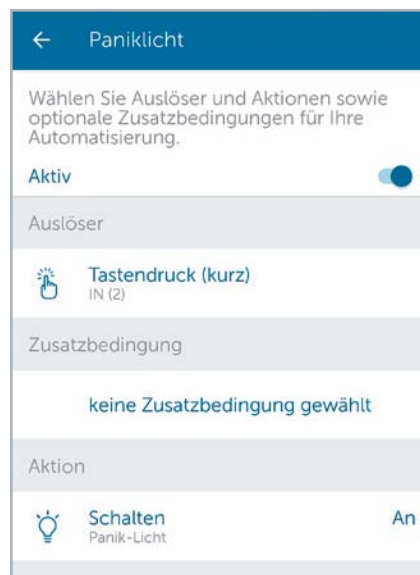 Paniklicht
Wählen Sie Auslöser und Aktionen sowie
optionale Zusatzbedingungen für Ihre
Automatisierung.
Aktiv
Auslöser
Tastendruck (kurz)
IN (2)
Zusatzbedingung
keine Zusatzbedingung gewählt
Aktion
Schalten An
Panik-Licht